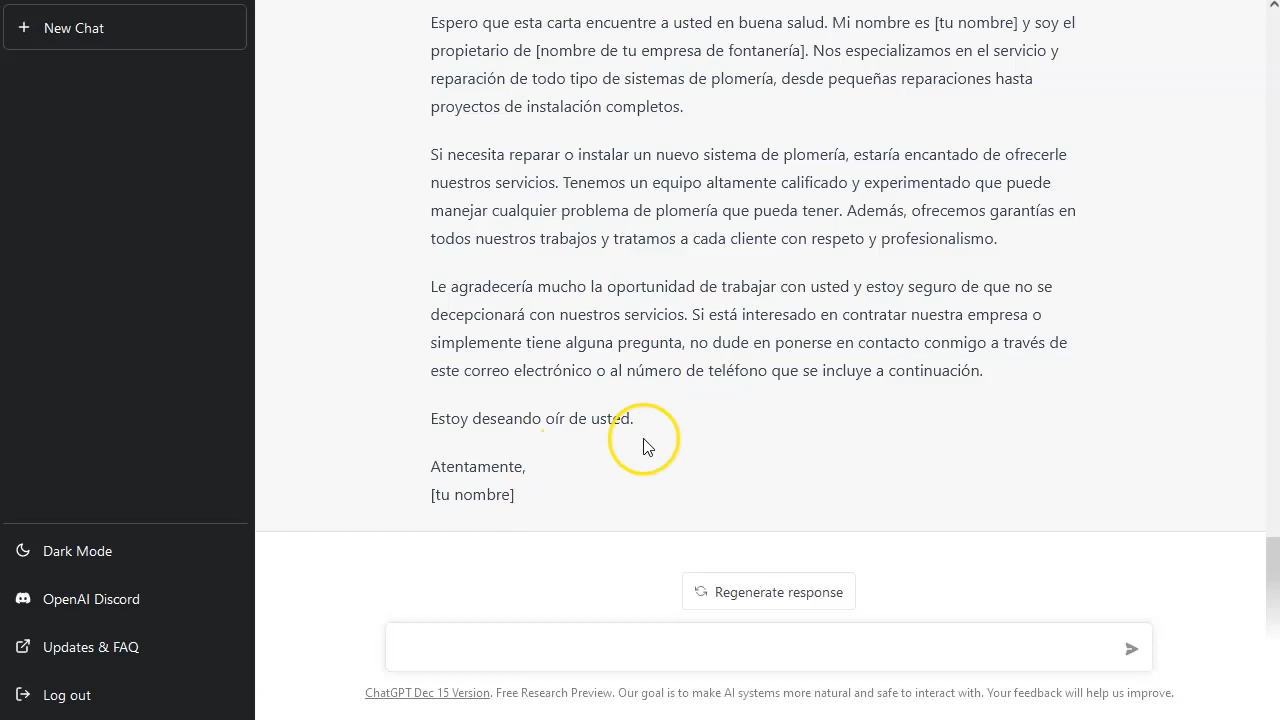 New Chat
Espero que esta carta encuentre a usted en buena salud. Mi nombre es [tu nombre] y soy el
propietario de [nombre de tu empresa de fontanería]. Nos especializamos en el servicio y
reparación de todo tipo de sistemas de plomería, desde pequeñas reparaciones hasta
proyectos de instalación completos.
Si necesita reparar o instalar un nuevo sistema de plomería, estaría encantado de ofrecerle
nuestros servicios. Tenemos un equipo altamente calificado y experimentado que puede
manejar cualquier problema de plomería que pueda tener. Además, ofrecemos garantías en
todos nuestros trabajos y tratamos a cada cliente con respeto y profesionalismo.
Le agradecería mucho la oportunidad de trabajar con usted y estoy seguro de que no se
decepcionará con nuestros servicios. Si está interesado en contratar nuestra empresa o
simplemente tiene alguna pregunta, no dude en ponerse en contacto conmigo a través de
este correo electrónico o al número de teléfono que se incluye a continuación.
Estoy deseando oír de usted.
Atentamente,
[tu nombre]
Dark Mode
OpenAI Discord
Updates & FAQ
Log out
Regenerate response
ChatGPT Dec 15 Version. Free Research Preview. Our goal is to make AI systems more natural and safe to interact with. Your feedback will help us improve.